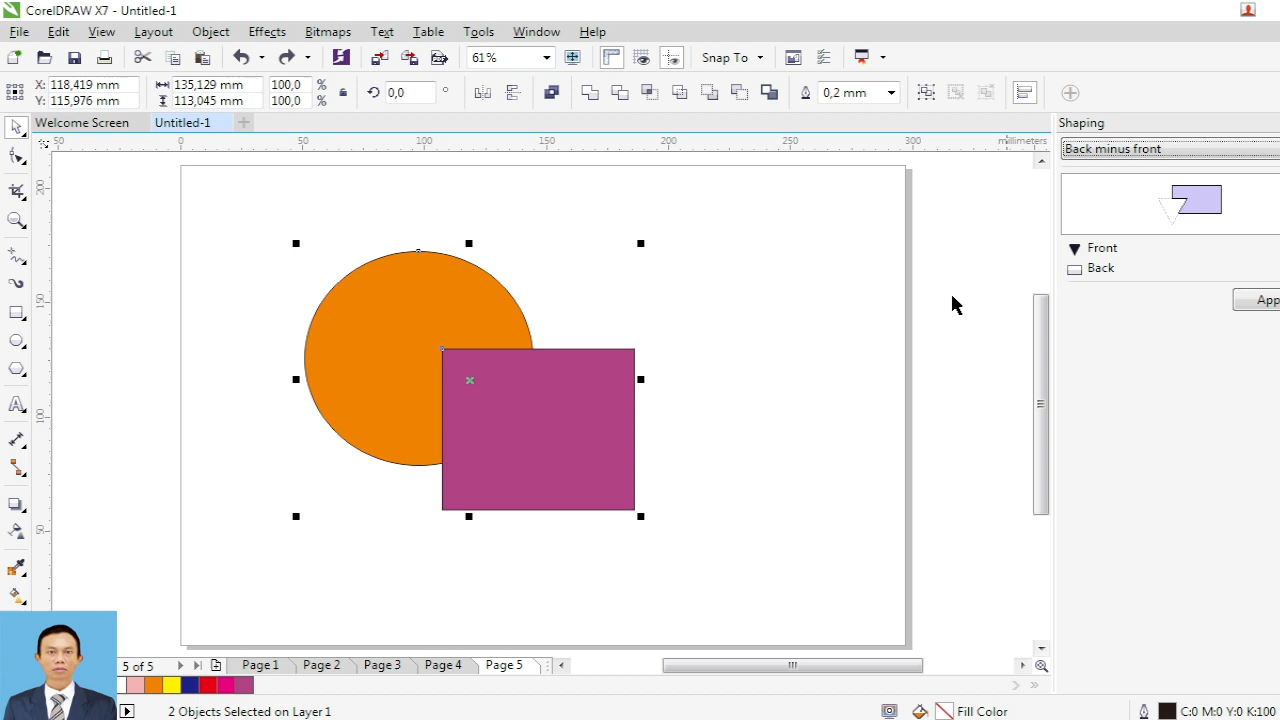 CorelDRAW X7 - Untitled-1
File Edit View Layout Object Effects Bitmaps Text Table Tools Window Help
61% Snap To
X: 118,419 mm 135,129 mm 100,0 % 0,0 ° 0,2 mm
Y: 115,976 mm 113,045 mm 100,0 %
Welcome Screen Untitled-1
Shaping
50 0 50 100 150 200 250 300 millimeters
Back minus front
200
Front
Back
150
App
100
50
5 of 5 Page 1 Page 2 Page 3 Page 4 Page 5
2 Objects Selected on Layer 1 Fill Color C:0 M:0 Y:0 K:100